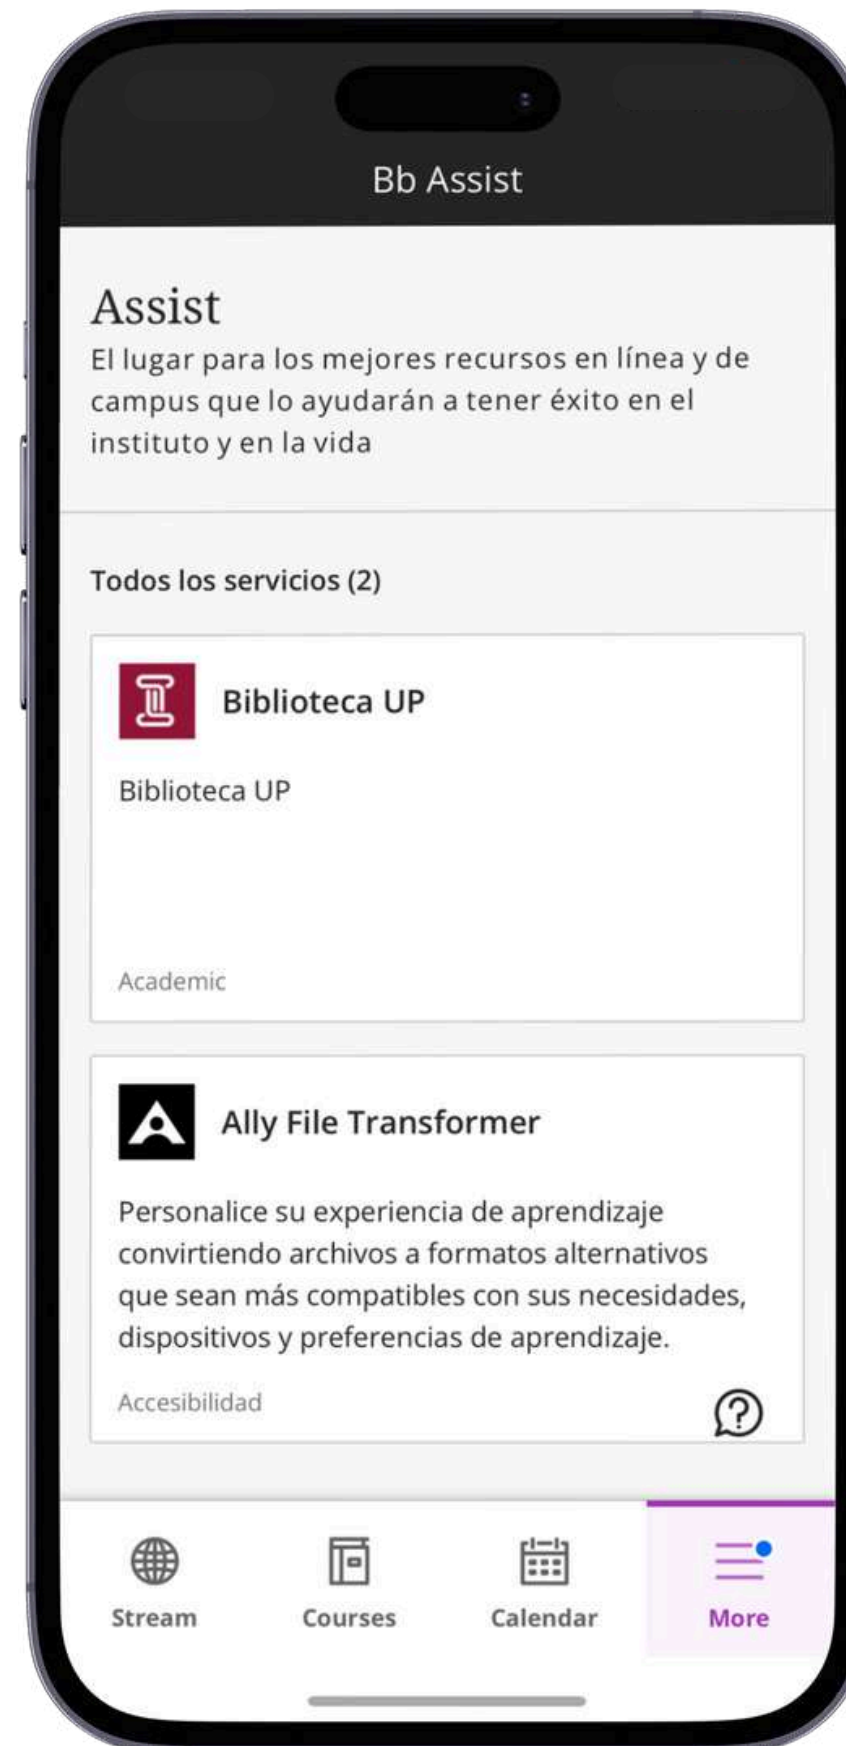 Bb Assist
Assist
El lugar para los mejores recursos en línea y de
campus que lo ayudarán a tener éxito en el
instituto y en la vida
Todos los servicios (2)
Biblioteca UP
Biblioteca UP
Academic
Ally File Transformer
Personalice su experiencia de aprendizaje
convirtiendo archivos a formatos alternativos
que sean más compatibles con sus necesidades,
dispositivos y preferencias de aprendizaje.
Accesibilidad
Stream Courses Calendar More